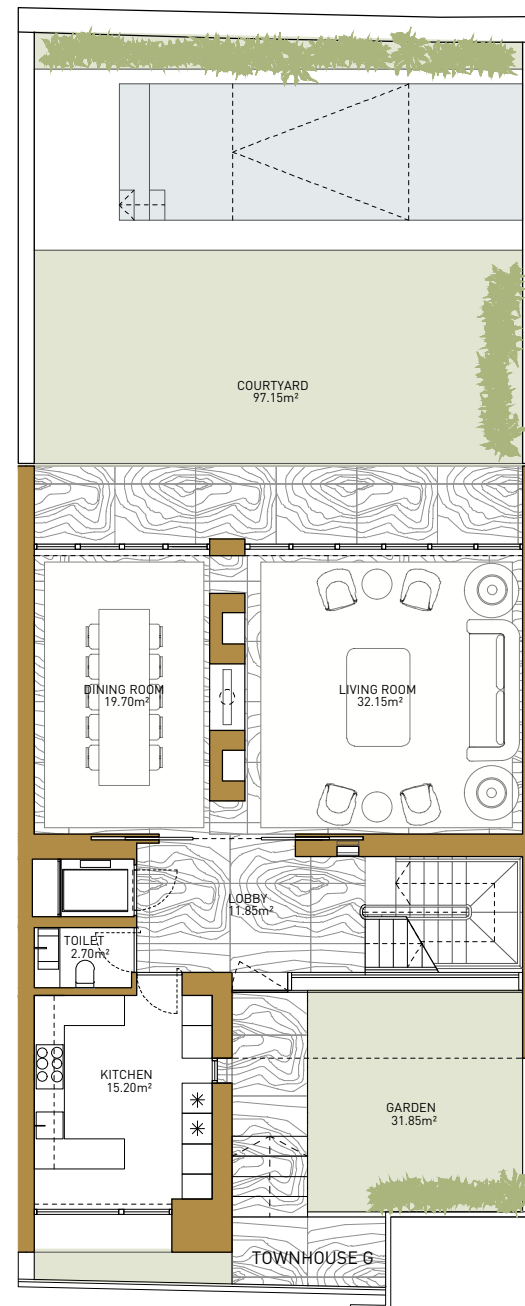 COURTYARD
97.15m²
DINING ROOM
19.70m²
LIVING ROOM
32.15m²
LOBBY
11.85m²
TOILET
2.70m²
KITCHEN
15.20m²
GARDEN
31.85m²
TOWNHOUSE G